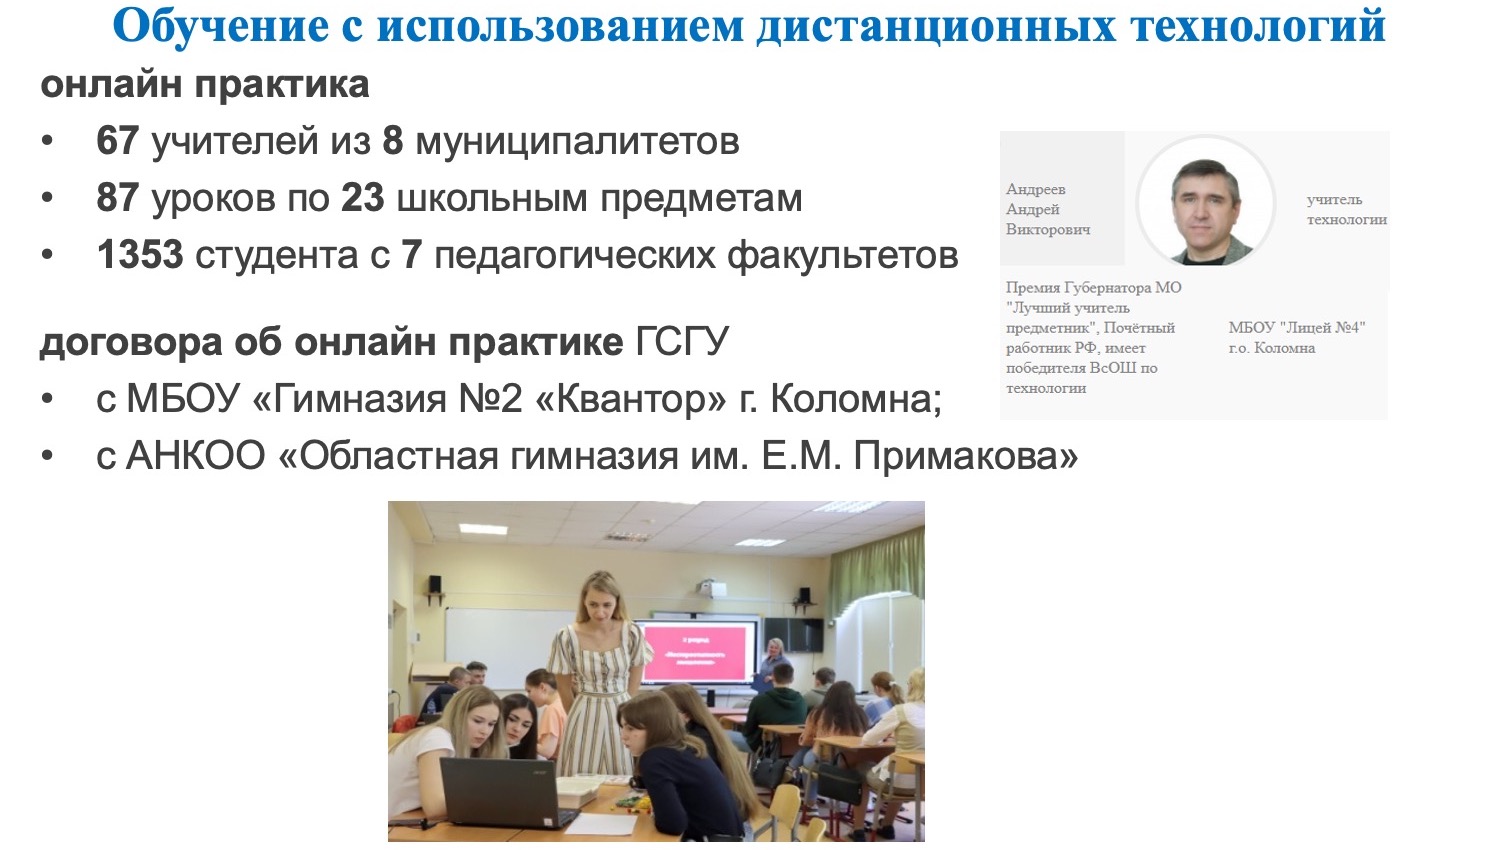 Обучение с использованием дистанционных технологий
онлайн практика
• 67 учителей из 8 муниципалитетов
• 87 уроков по 23 школьным предметам
• 1353 студента с 7 педагогических факультетов
договора об онлайн практике ГСГУ
• с МБОУ «Гимназия №2 «Квантор» г. Коломна;
• с АНКОО «Областная гимназия им. Е.М. Примакова»
Андреев
Андрей
Викторович
учитель
технологии
Премия Губернатора МО
"Лучший учитель
предметник", Почётный
работник РФ, имеет
победителя ВсОШ по
технологии
МБОУ "Лицей №4"
г.о. Коломна